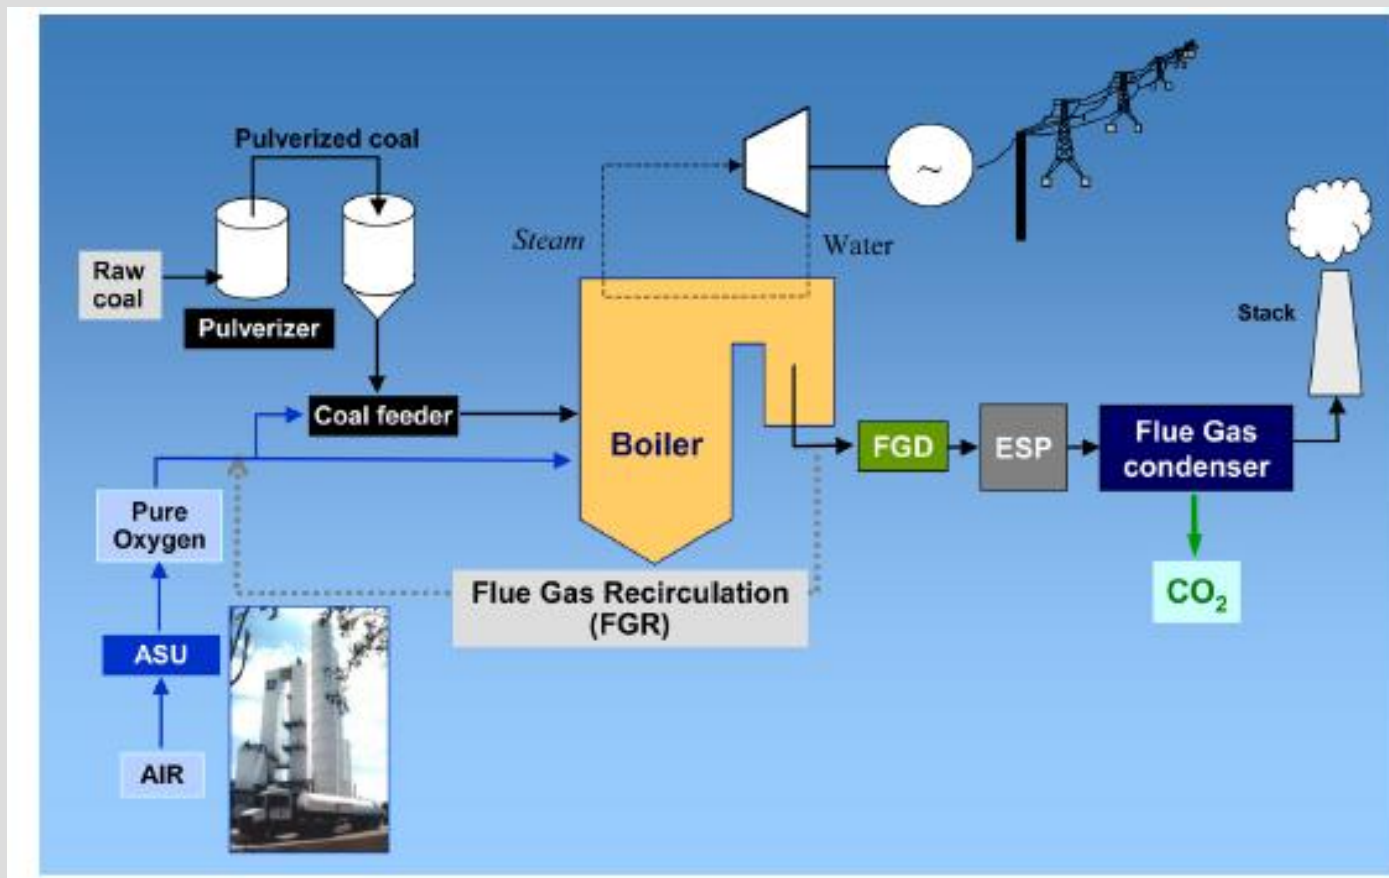 Pulverized coal
Steam
Water
Raw
coal
Pulverizer
Stack
Coal feeder
Boiler
FGD
ESP
Flue Gas
condenser
Pure
Oxygen
Flue Gas Recirculation
(FGR)
CO₂
ASU
AIR
~